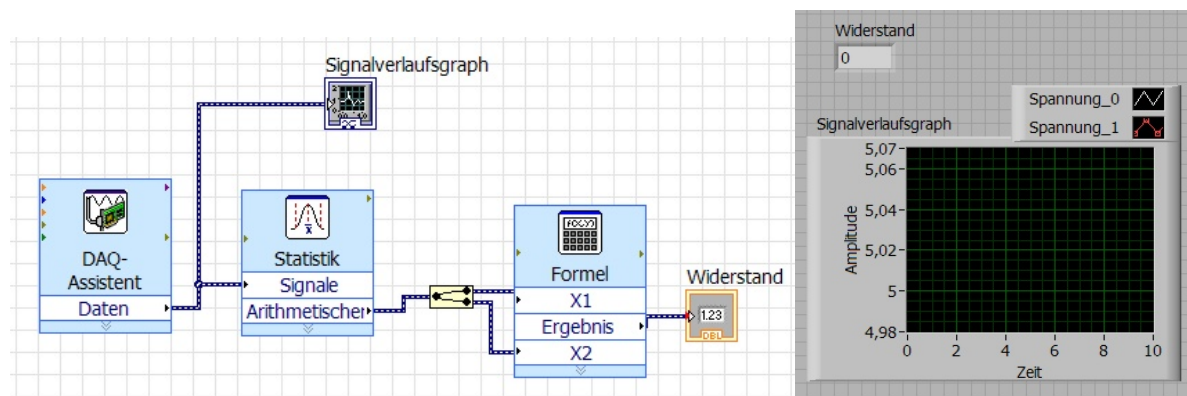 Signalverlaufsgraph
DAQ-
Assistent
Daten
Statistik
Signale
Arithmetischer
f(x,y)
Formel
X1
Ergebnis
X2
Widerstand
1.23
DBL
Widerstand
0
Spannung_0
Spannung_1
Signalverlaufsgraph
5,07
5,06
5,04
5,02
5
4,98
Amplitude
0 2 4 6 8 10
Zeit